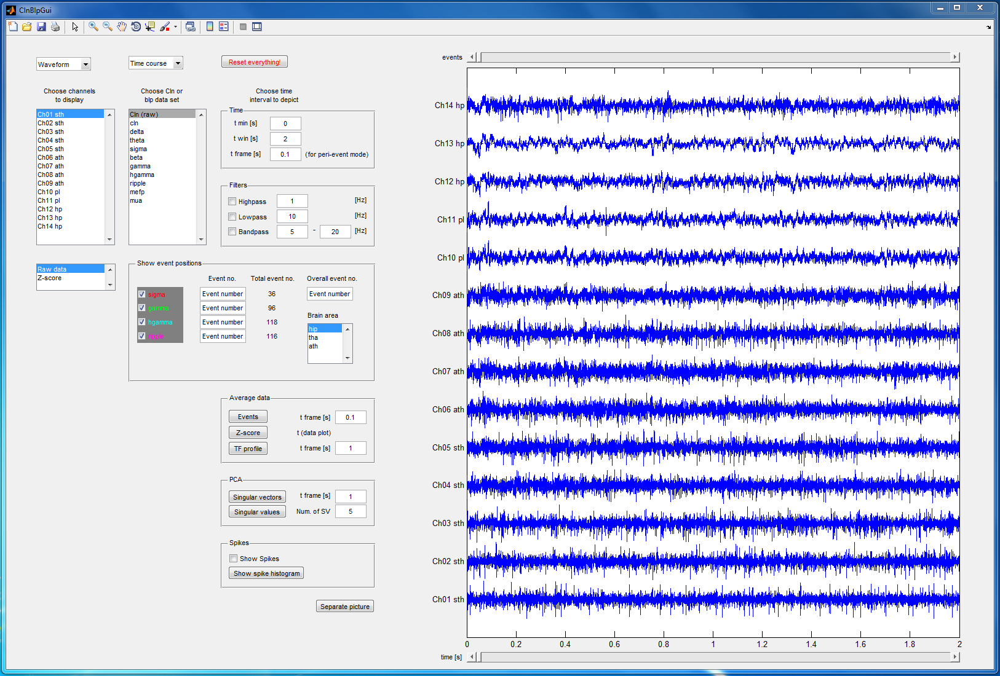 ClnBlpGui
Waveform
Time course
Reset everything!
Choose channels
to display
Choose Cln or
blp data set
Choose time
interval to depict
Ch01 sth
Ch02 sth
Ch03 sth
Ch04 sth
Ch05 sth
Ch06 ath
Ch07 ath
Ch08 ath
Ch09 ath
Ch10 pl
Ch11 pl
Ch12 hp
Ch13 hp
Ch14 hp
Cln (raw)
cln
delta
theta
sigma
beta
gamma
hgamma
ripple
mefp
mua
Time
t min [s] 0
t win [s] 2
t frame [s] 0.1 (for peri-event mode)
Filters
Highpass 1 [Hz]
Lowpass 10 [Hz]
Bandpass 5 - 20 [Hz]
Raw data
Z-score
Show event positions
Event no. Total event no. Overall event no.
sigma Event number 36 Event number
gamma Event number 96
hgamma Event number 118
ripple Event number 116
Brain area
hip
tha
ath
Average data
Events t frame [s] 0.1
Z-score t (data plot)
TF profile t frame [s] 1
PCA
Singular vectors t frame [s] 1
Singular values Num. of SV 5
Spikes
Show Spikes
Show spike histogram
Separate picture
events
Ch14 hp
Ch13 hp
Ch12 hp
Ch11 pl
Ch10 pl
Ch09 ath
Ch08 ath
Ch07 ath
Ch06 ath
Ch05 sth
Ch04 sth
Ch03 sth
Ch02 sth
Ch01 sth
0 0.2 0.4 0.6 0.8 1 1.2 1.4 1.6 1.8 2
time [s]